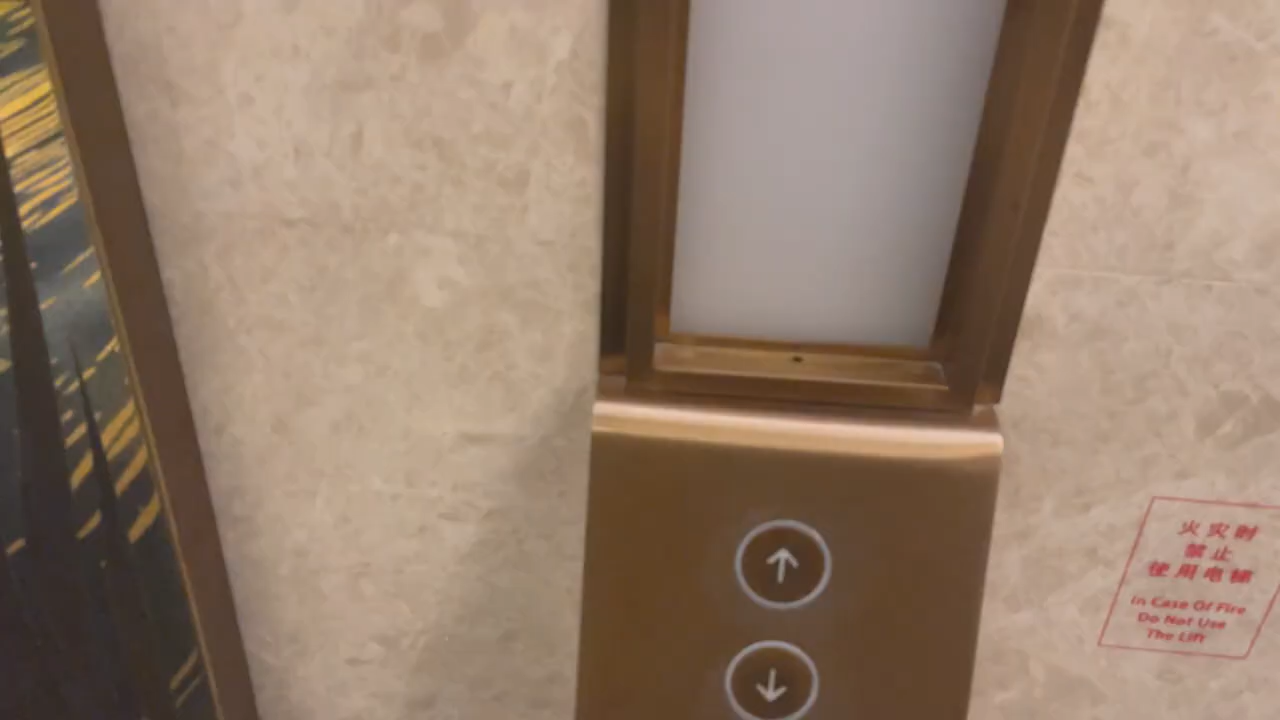 火灾时
禁止
使用电梯
In Case Of Fire
Do Not Use
The Lift